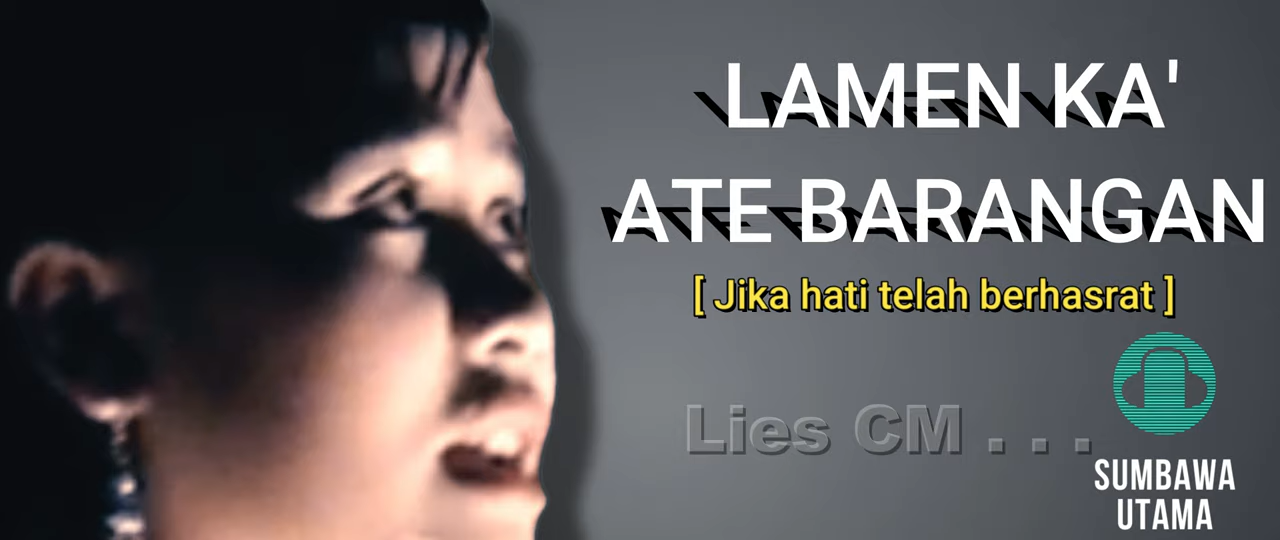 LAMEN KA'
ATE BARANGAN
[ Jika hati telah berhasrat ]
Lies CM . . .
SUMBAWA
UTAMA